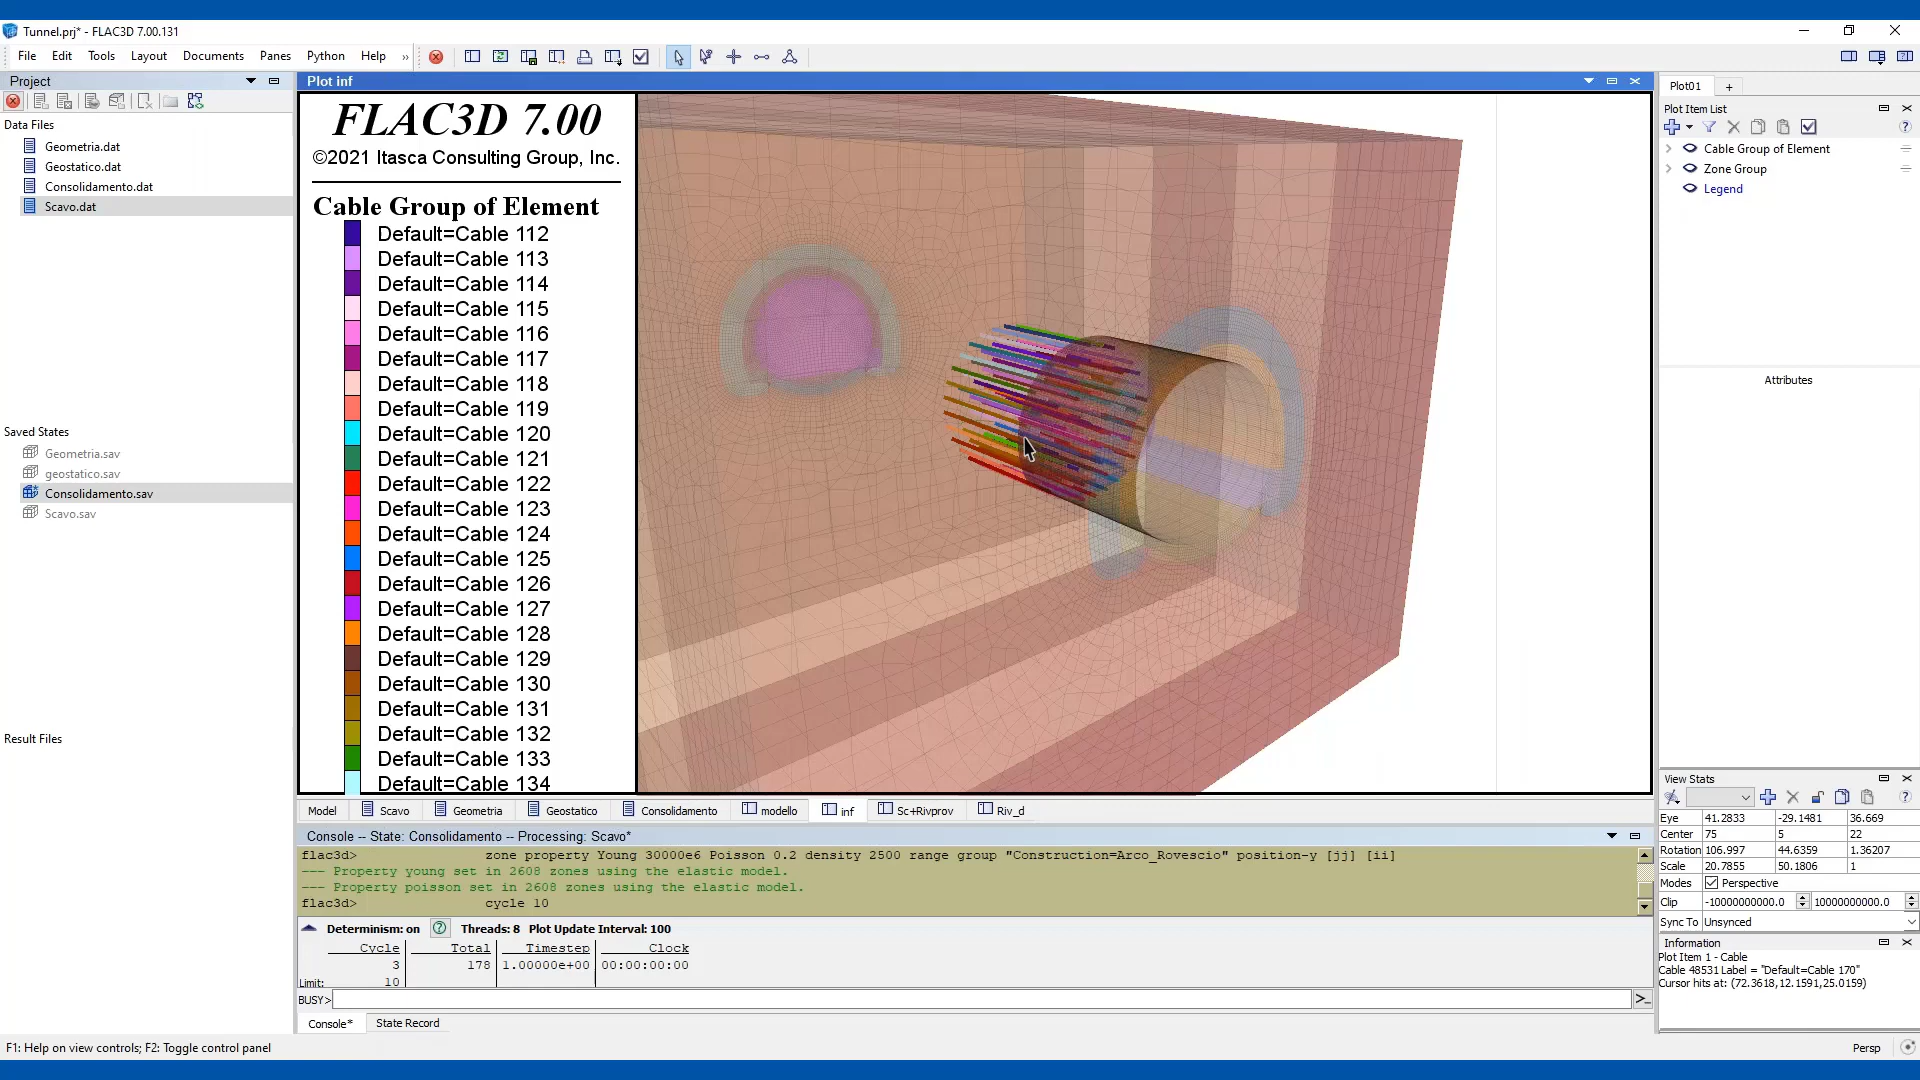 Tunnel.prj* - FLAC3D 7.00.131
File Edit Tools Layout Documents Panes Python Help »
Project
Data Files
Geometria.dat
Geostatico.dat
Consolidamento.dat
Scavo.dat
Saved States
Geometria.sav
geostatico.sav
Consolidamento.sav
Scavo.sav
Result Files
Plot inf
FLAC3D 7.00
©2021 Itasca Consulting Group, Inc.
Cable Group of Element
Default=Cable 112
Default=Cable 113
Default=Cable 114
Default=Cable 115
Default=Cable 116
Default=Cable 117
Default=Cable 118
Default=Cable 119
Default=Cable 120
Default=Cable 121
Default=Cable 122
Default=Cable 123
Default=Cable 124
Default=Cable 125
Default=Cable 126
Default=Cable 127
Default=Cable 128
Default=Cable 129
Default=Cable 130
Default=Cable 131
Default=Cable 132
Default=Cable 133
Default=Cable 134
Model Scavo Geometria Geostatico Consolidamento modello inf Sc+Rivprov Riv_d
Console -- State: Consolidamento -- Processing: Scavo*
flac3d> zone property Young 30000e6 Poisson 0.2 density 2500 range group "Construction=Arco_Rovescio" position-y [jj] [ii]
--- Property young set in 2608 zones using the elastic model.
--- Property poisson set in 2608 zones using the elastic model.
flac3d> cycle 10
Determinism: on Threads: 8 Plot Update Interval: 100
Cycle Total Timestep Clock
3 178 1.00000e+00 00:00:00:00
Limit: 10
BUSY>
Console* State Record
F1: Help on view controls; F2: Toggle control panel
Plot01 +
Plot Item List
Cable Group of Element
Zone Group
Legend
Attributes
View Stats
Eye 41.2833 -29.1481 36.669
Center 75 5 22
Rotation 106.997 44.6359 1.36207
Scale 20.7855 50.1806 1
Modes Perspective
Clip -10000000000.0 10000000000.0
Sync To Unsynced
Information
Plot Item 1 - Cable
Cable 48531 Label = "Default=Cable 170"
Cursor hits at: (72.3618,12.1591,25.0159)
Persp